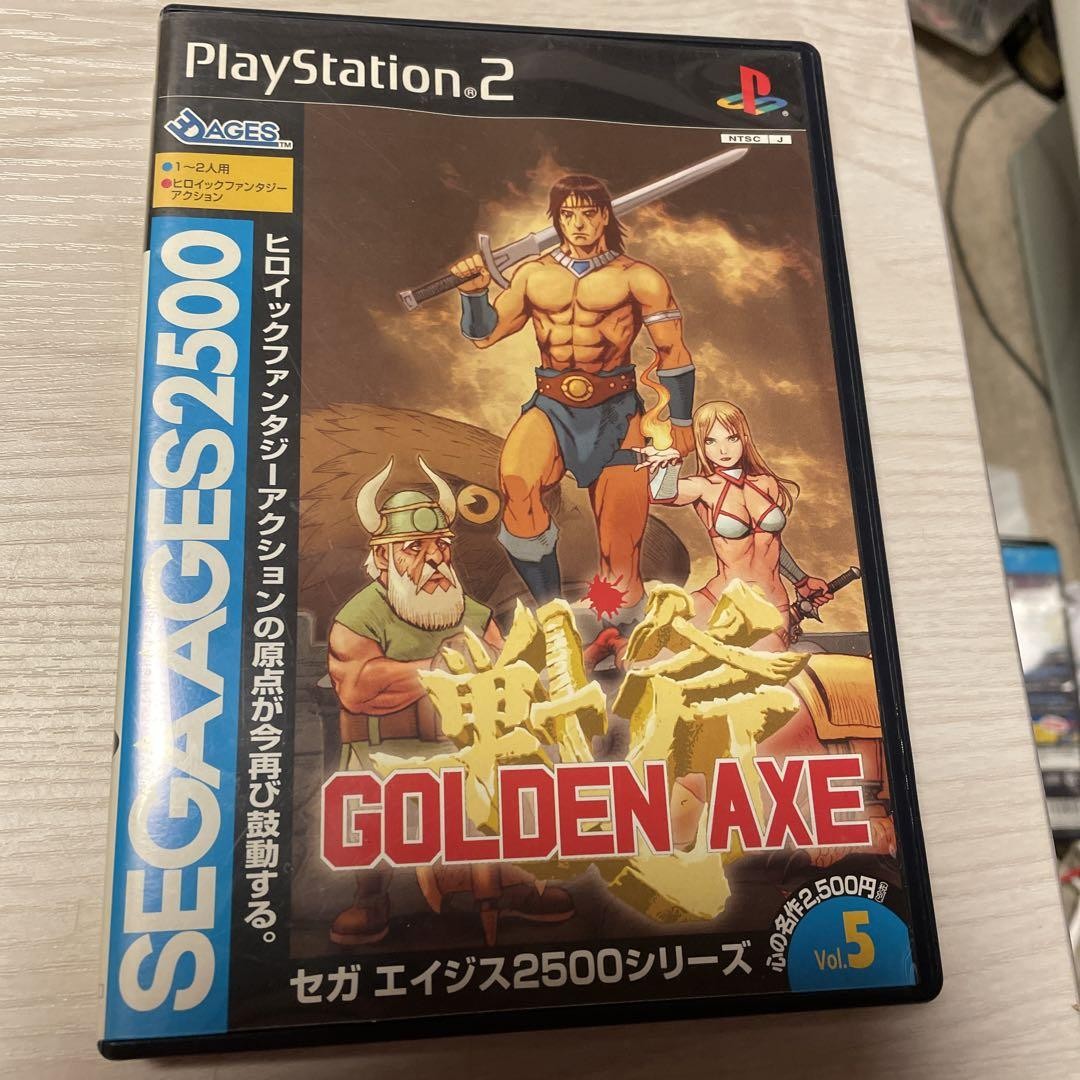 PlayStation®2
3D AGES™
NTSC J
●1〜2人用
●ヒロイックファンタジー
アクション
SEGA AGES 2500
ヒロイックファンタジーアクションの原点が今再び鼓動する。
戦斧
GOLDEN AXE
心の名作2,500円
Vol.5
セガ エイジス2500シリーズ